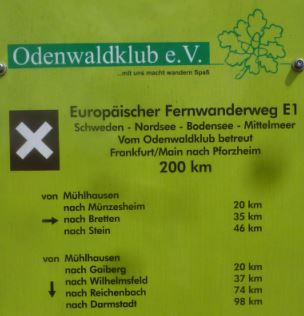 Odenwaldklub e.V.
...mit uns macht wandern Spaß
Europäischer Fernwanderweg E1
Schweden - Nordsee - Bodensee - Mittelmeer
Vom Odenwaldklub betreut
Frankfurt/Main nach Pforzheim
200 km
von Mühlhausen
nach Münzesheim 20 km
nach Bretten 35 km
nach Stein 46 km
von Mühlhausen
nach Gaiberg 20 km
nach Wilhelmsfeld 37 km
nach Reichenbach 74 km
nach Darmstadt 98 km